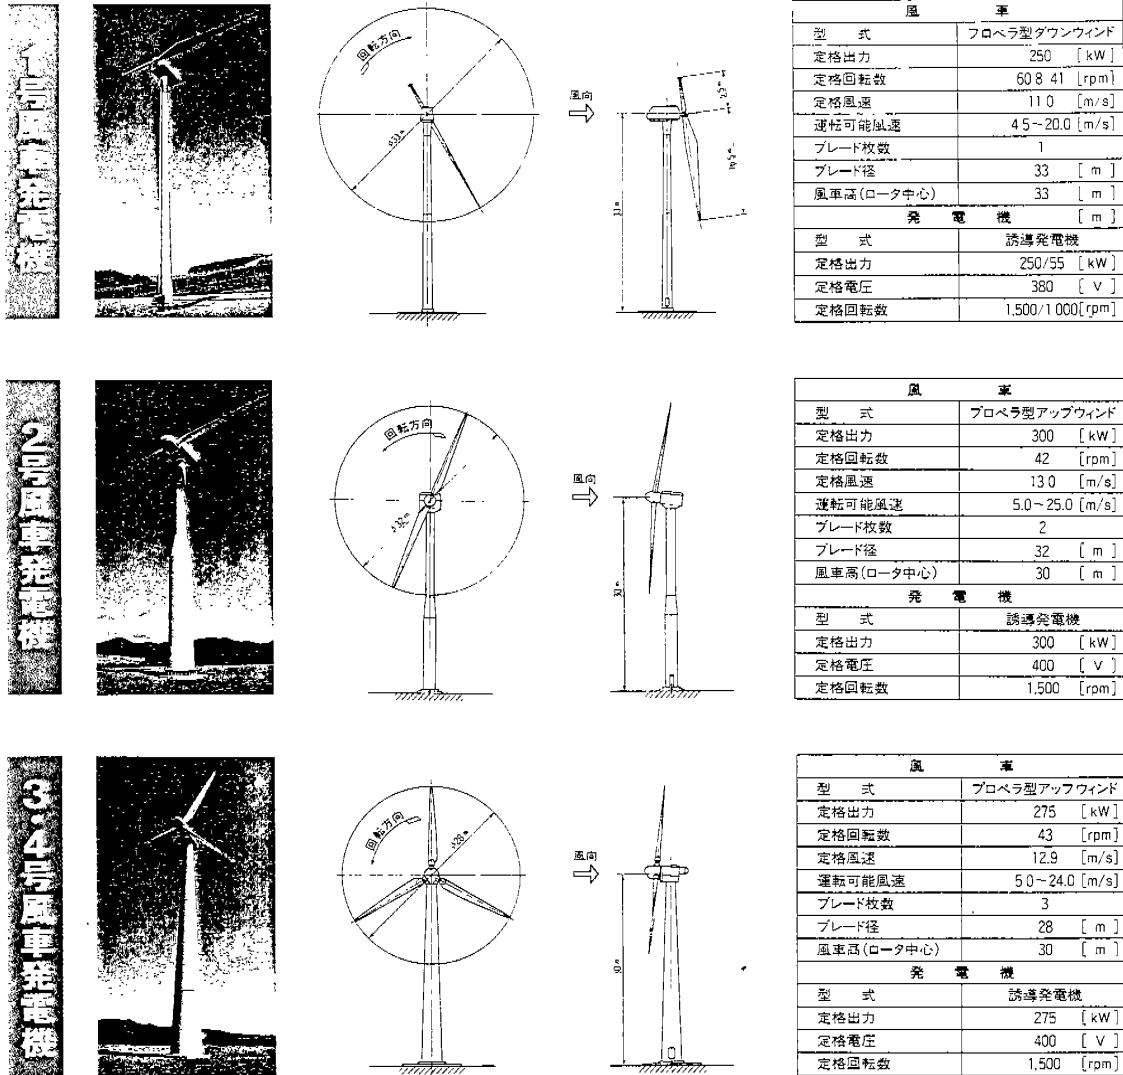 1号風車発電機
回転方向
φ33m
風向
33m
風 車
型 式 プロペラ型ダウンウィンド
定格出力 250 [kW]
定格回転数 60 8 41 [rpm]
定格風速 11 0 [m/s]
運転可能風速 4 5~20.0 [m/s]
ブレード枚数 1
ブレード径 33 [m]
風車高(ロータ中心) 33 [m]
発 電 機 [m]
型 式 誘導発電機
定格出力 250/55 [kW]
定格電圧 380 [V]
定格回転数 1,500/1 000[rpm]
2号風車発電機
回転方向
φ32m
風向
30m
風 車
型 式 プロペラ型アップウィンド
定格出力 300 [kW]
定格回転数 42 [rpm]
定格風速 13 0 [m/s]
運転可能風速 5.0~25.0 [m/s]
ブレード枚数 2
ブレード径 32 [m]
風車高(ロータ中心) 30 [m]
発 電 機
型 式 誘導発電機
定格出力 300 [kW]
定格電圧 400 [V]
定格回転数 1,500 [rpm]
3・4号風車発電機
回転方向
φ28m
風向
30m
風 車
型 式 プロペラ型アップウィンド
定格出力 275 [kW]
定格回転数 43 [rpm]
定格風速 12.9 [m/s]
運転可能風速 5 0~24.0 [m/s]
ブレード枚数 3
ブレード径 28 [m]
風車高(ロータ中心) 30 [m]
発 電 機
型 式 誘導発電機
定格出力 275 [kW]
定格電圧 400 [V]
定格回転数 1,500 [rpm]